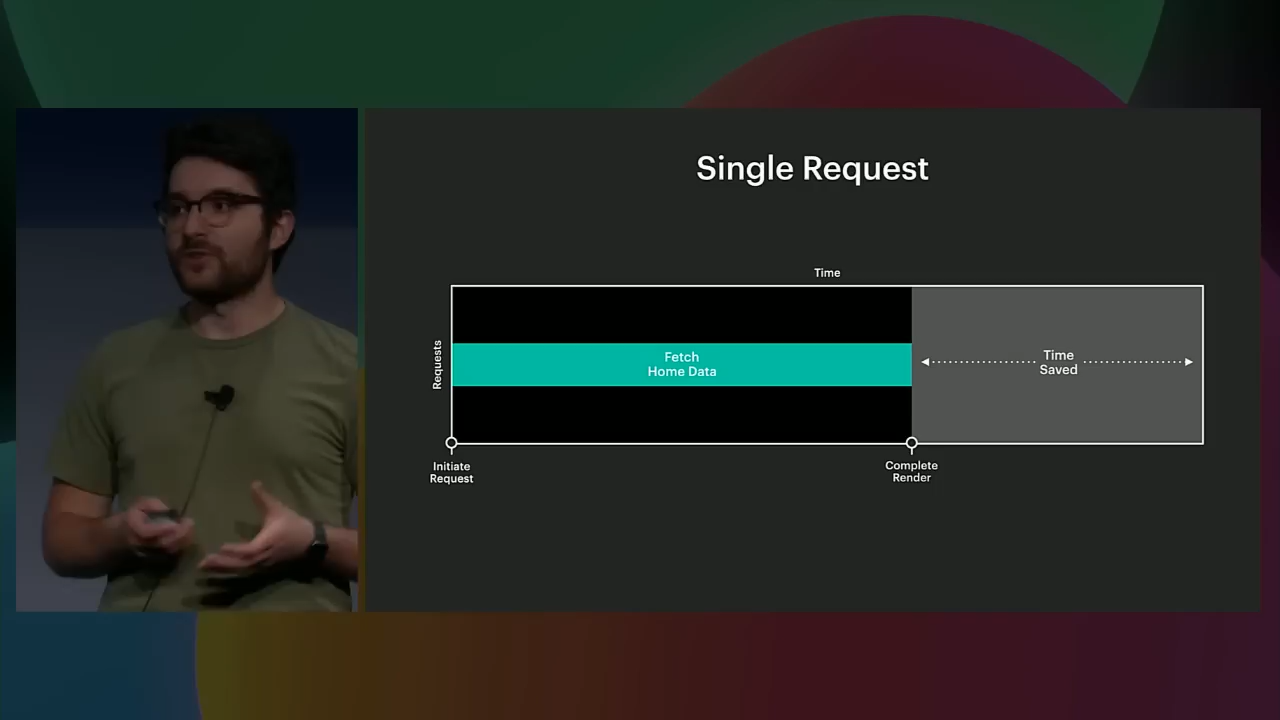 Single Request
Time
Requests
Fetch
Home Data
Time
Saved
Initiate
Request
Complete
Render